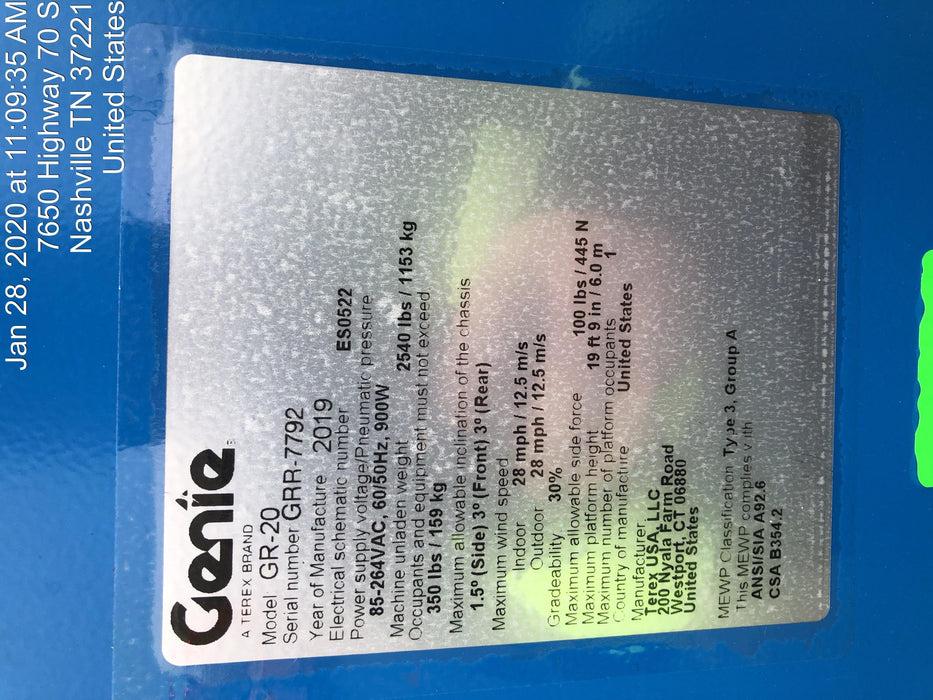 Jan 28, 2020 at 11:09:35 AM
7650 Highway 70 S
Nashville TN 37221
United States
Genie
A TEREX BRAND
Model GR-20
Serial number GRR-7792
Year of Manufacture 2019
Electrical schematic number ES0522
Power supply voltage/Pneumatic pressure
85-264VAC, 60/50Hz, 900W
Machine unladen weight 2540 lbs / 1153 kg
Occupants and equipment must not exceed
350 lbs / 159 kg
Maximum allowable inclination of the chassis
1.5º (Side) 3º (Front) 3º (Rear)
Maximum wind speed
Indoor 28 mph / 12.5 m/s
Outdoor 28 mph / 12.5 m/s
Gradeability 30%
Maximum allowable side force 100 lbs / 445 N
Maximum platform height 19 ft 9 in / 6.0 m
Maximum number of platform occupants 1
Country of manufacture United States
Manufacturer
Terex USA, LLC
200 Nyala Farm Road
Westport, CT 06880
United States
MEWP Classification Type 3, Group A
This MEWP complies with
ANSI/SIA A92.6
CSA B354.2